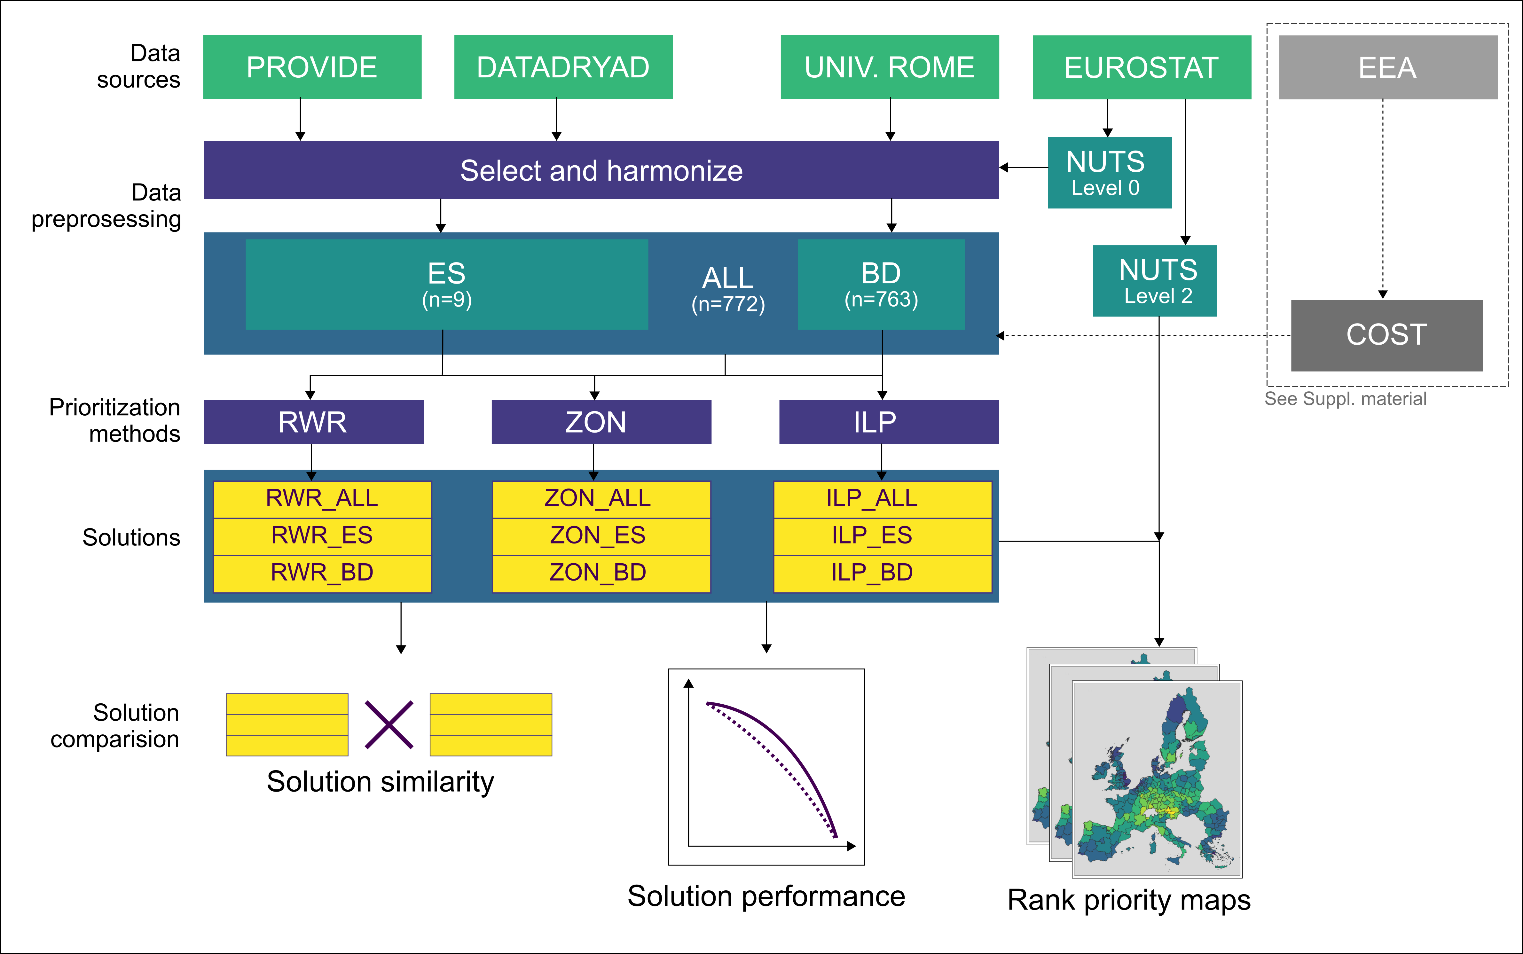 Data
sources
PROVIDE
DATADRYAD
UNIV. ROME
EUROSTAT
EEA
Data
preprosessing
Select and harmonize
NUTS
Level 0
ES
(n=9)
ALL
(n=772)
BD
(n=763)
NUTS
Level 2
COST
See Suppl. material
Prioritization
methods
RWR
ZON
ILP
Solutions
RWR_ALL
RWR_ES
RWR_BD
ZON_ALL
ZON_ES
ZON_BD
ILP_ALL
ILP_ES
ILP_BD
Solution
comparision
Solution similarity
Solution performance
Rank priority maps